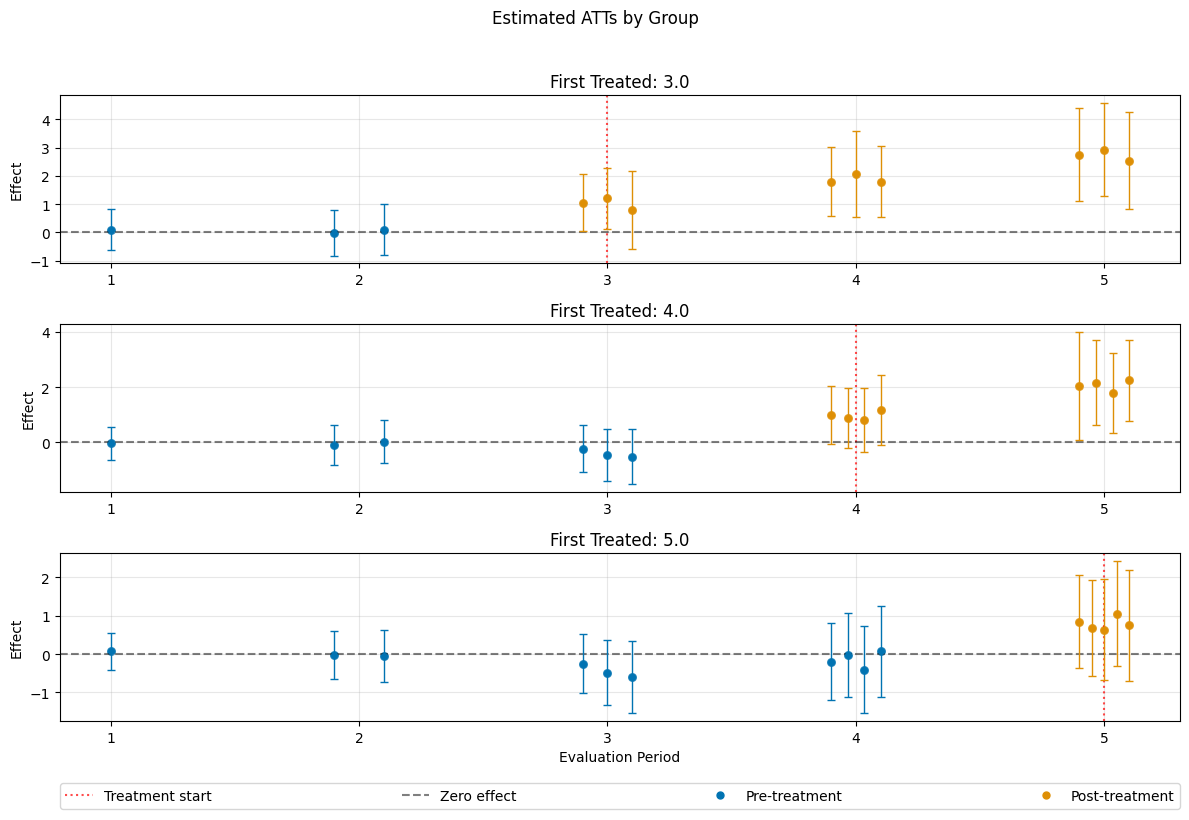 Estimated ATTs by Group
First Treated: 3.0
Effect
4
3
2
1
0
−1
1 2 3 4 5
First Treated: 4.0
Effect
4
2
0
1 2 3 4 5
First Treated: 5.0
Effect
2
1
0
−1
1 2 3 4 5
Evaluation Period
Treatment start Zero effect Pre-treatment Post-treatment